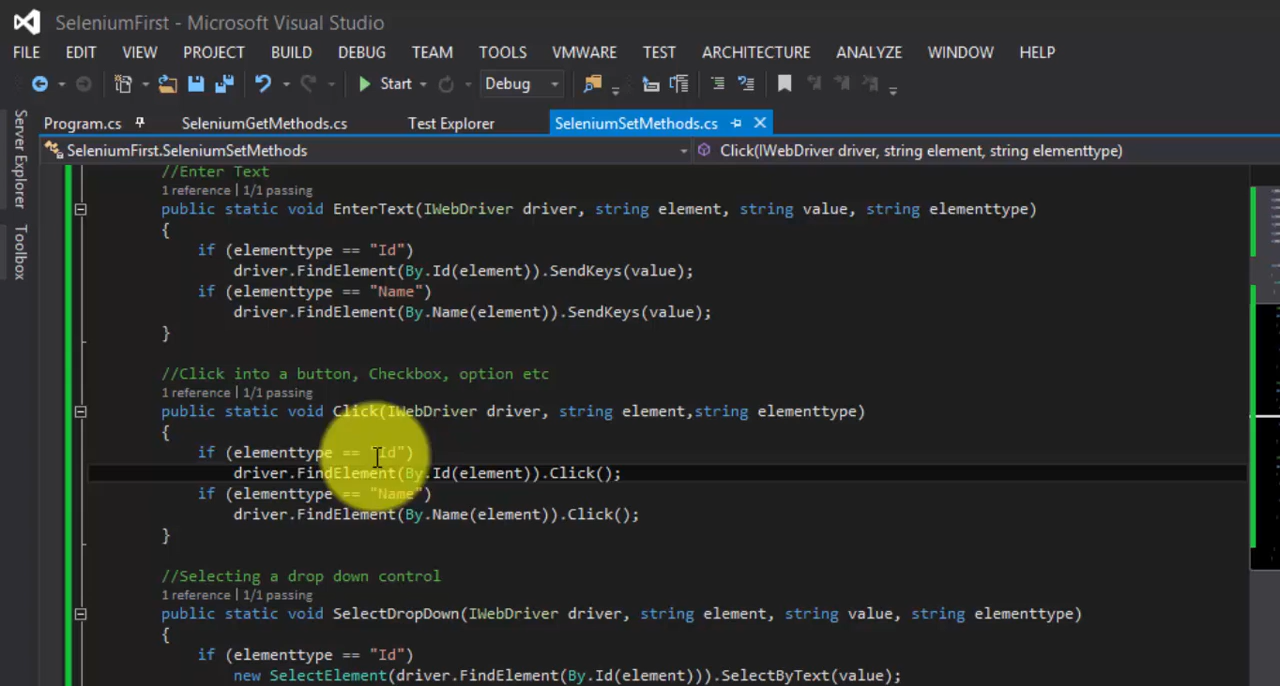 SeleniumFirst - Microsoft Visual Studio
FILE EDIT VIEW PROJECT BUILD DEBUG TEAM TOOLS VMWARE TEST ARCHITECTURE ANALYZE WINDOW HELP
Start Debug
Server Explorer
Toolbox
Program.cs SeleniumGetMethods.cs Test Explorer SeleniumSetMethods.cs
SeleniumFirst.SeleniumSetMethods Click(IWebDriver driver, string element, string elementtype)
//Enter Text
1 reference | 1/1 passing
public static void EnterText(IWebDriver driver, string element, string value, string elementtype)
{
if (elementtype == "Id")
driver.FindElement(By.Id(element)).SendKeys(value);
if (elementtype == "Name")
driver.FindElement(By.Name(element)).SendKeys(value);
}
//Click into a button, Checkbox, option etc
1 reference | 1/1 passing
public static void Click(IWebDriver driver, string element,string elementtype)
{
if (elementtype == "Id")
driver.FindElement(By.Id(element)).Click();
if (elementtype == "Name")
driver.FindElement(By.Name(element)).Click();
}
//Selecting a drop down control
1 reference | 1/1 passing
public static void SelectDropDown(IWebDriver driver, string element, string value, string elementtype)
{
if (elementtype == "Id")
new SelectElement(driver.FindElement(By.Id(element))).SelectByText(value);